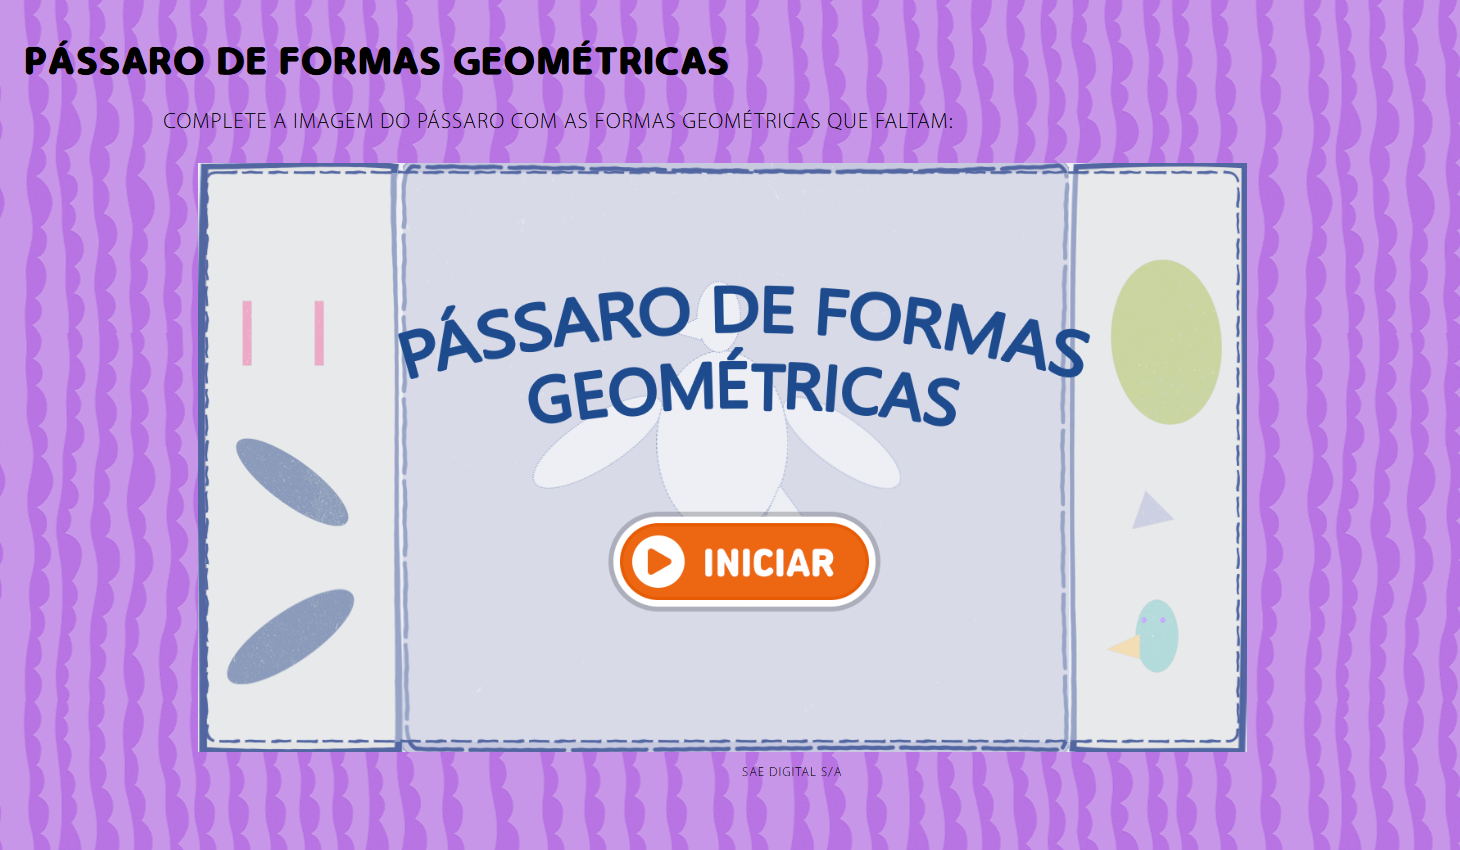 PÁSSARO DE FORMAS GEOMÉTRICAS
COMPLETE A IMAGEM DO PÁSSARO COM AS FORMAS GEOMÉTRICAS QUE FALTAM:
PÁSSARO DE FORMAS
GEOMÉTRICAS
INICIAR
SAE DIGITAL S/A